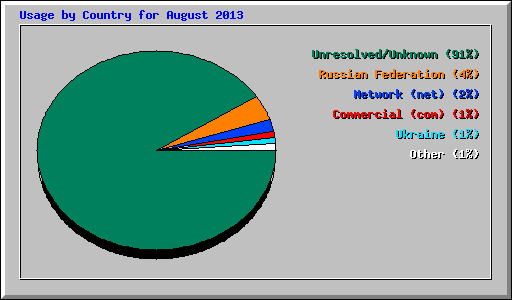 Usage by Country for August 2013
Unresolved/Unknown (91%)
Russian Federation (4%)
Network (net) (2%)
Commercial (com) (1%)
Ukraine (1%)
Other (1%)